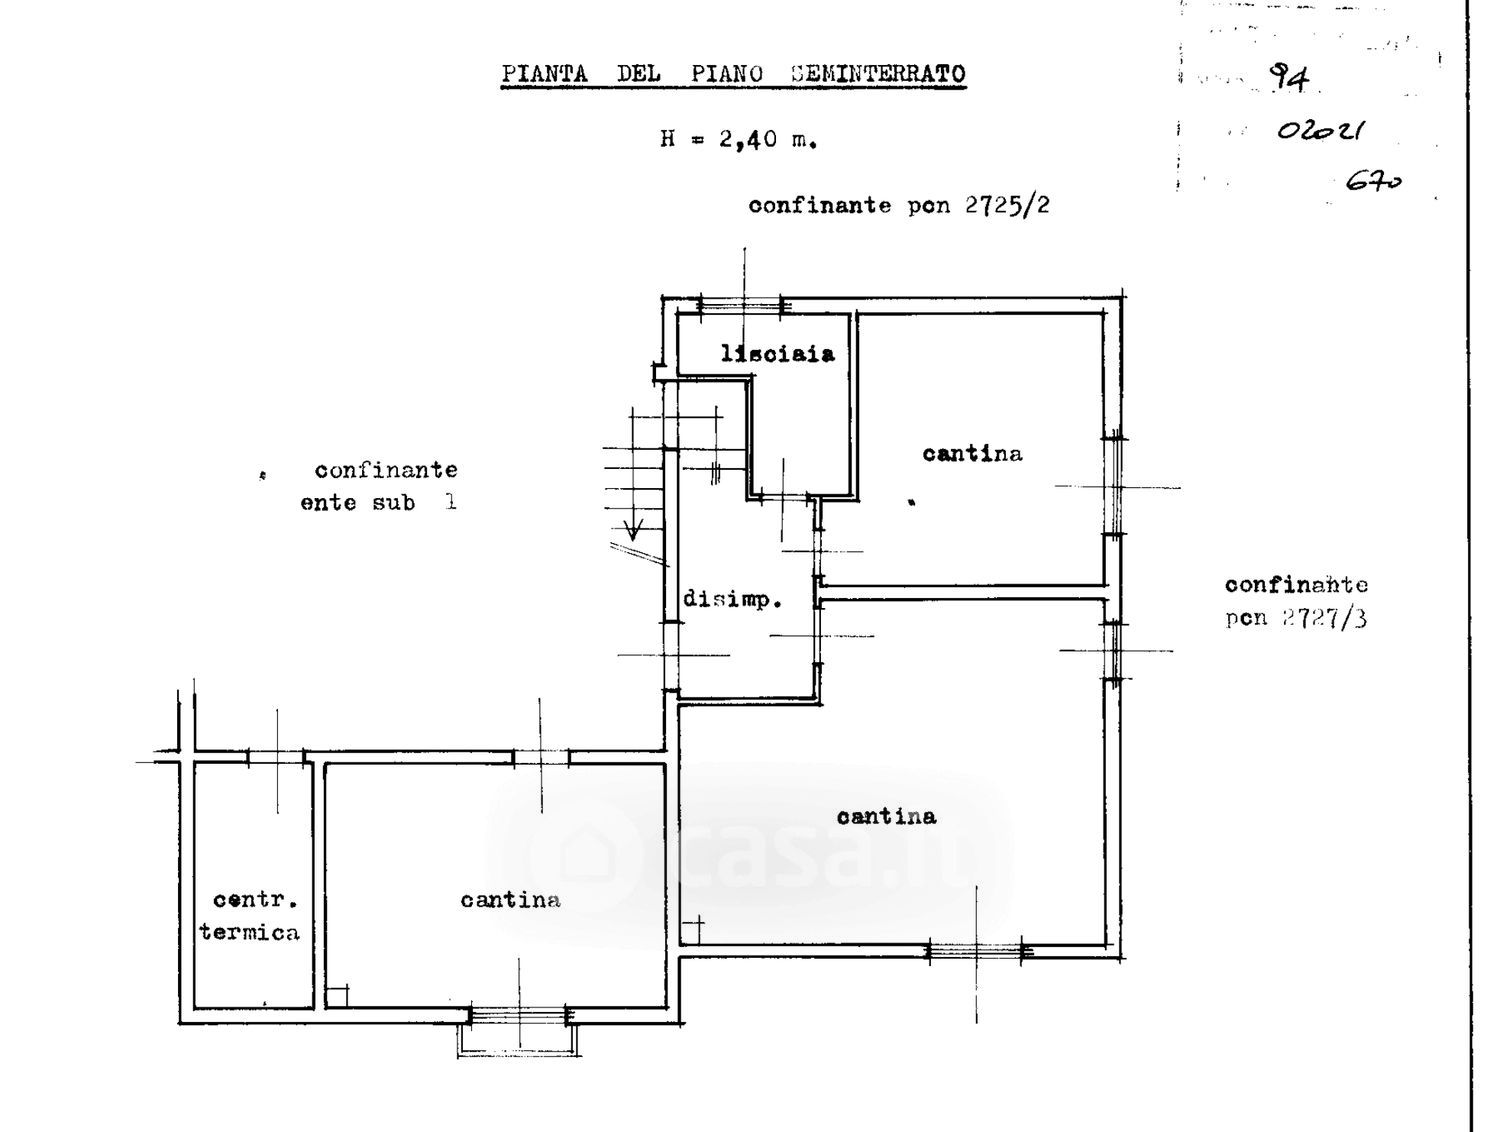 PIANTA DEL PIANO SEMINTERRATO
H = 2,40 m.
94
02021
670
confinante pcn 2725/2
lisciaia
cantina
confinante
ente sub 1
disimp.
confinante
pcn 2727/3
cantina
centr.
termica
cantina
casa.it